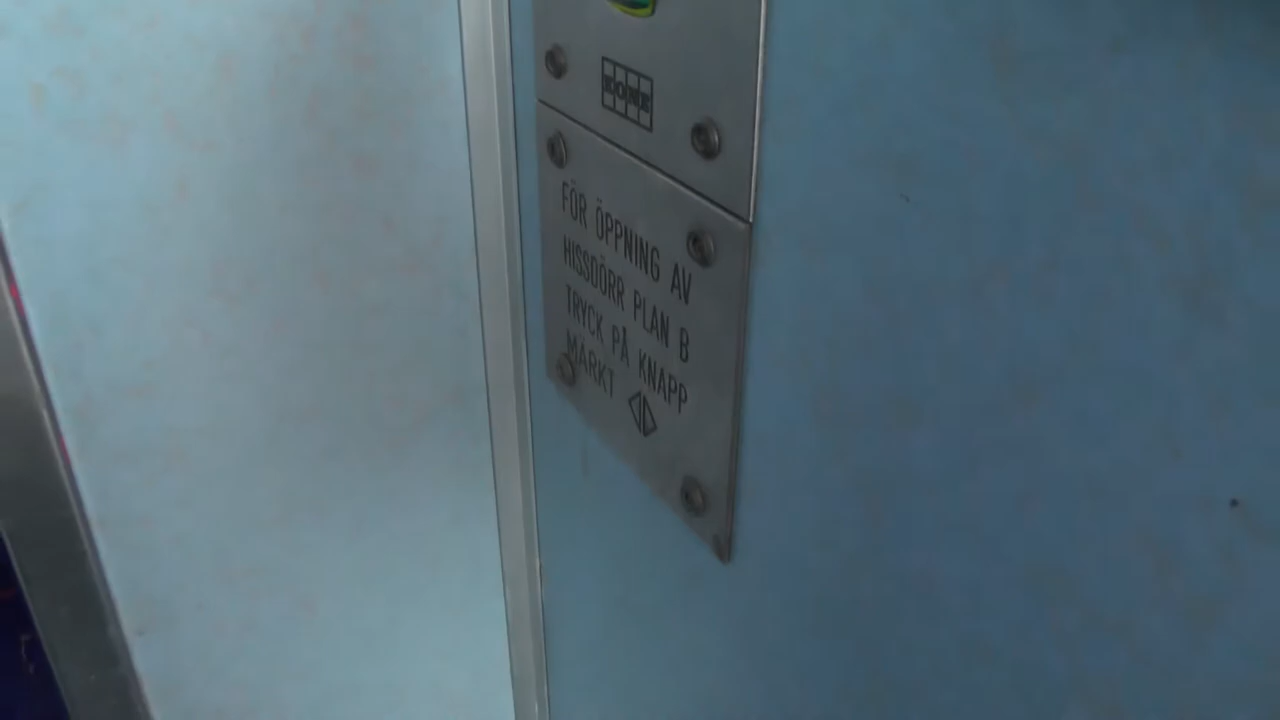 KONE
FÖR ÖPPNING AV
HISSDÖRR PLAN B
TRYCK PÅ KNAPP
MÄRKT